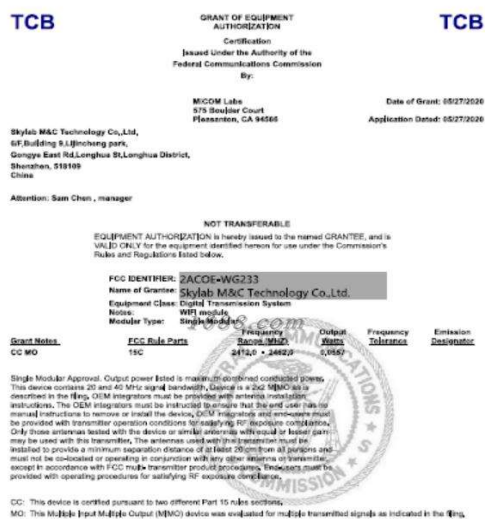 TCB
GRANT OF EQUIPMENT
AUTHORIZATION
TCB
Certification
Issued Under the Authority of the
Federal Communications Commission
By:
MiCOM Labs
575 Boulder Court
Pleasanton, CA 94566
Date of Grant: 05/27/2020
Application Dated: 05/27/2020
Skylab M&C Technology Co.,Ltd,
6/F,Building 9,Lijincheng park,
Gongye East Rd,Longhua St,Longhua District,
Shenzhen, 518109
China
Attention: Sam Chen , manager
NOT TRANSFERABLE
EQUIPMENT AUTHORIZATION is hereby issued to the named GRANTEE, and is
VALID ONLY for the equipment identified hereon for use under the Commission's
Rules and Regulations listed below.
FCC IDENTIFIER: 2ACOE-WG233
Name of Grantee: Skylab M&C Technology Co.,Ltd.
Equipment Class: Digital Transmission System
Notes: WIFI module
Modular Type: Single Modular
Grant Notes FCC Rule Parts Frequency Range (MHZ) Output Watts Frequency Tolerance Emission Designator
CC MO 15C 2412.0 - 2462.0 0.0557
Single Modular Approval. Output power listed is maximum combined conducted power.
This device contains 20 and 40 MHz signal bandwidth. Device is a 2x2 MIMO as is
described in the filing. OEM integrators must be provided with antenna installation
instructions. The OEM integrators must be instructed to ensure that the end user has no
manual instructions to remove or install the device. OEM integrators and end-users must
be provided with transmitter operation conditions for satisfying RF exposure compliance.
Only those antennas tested with the device or similar antennas with equal or lesser gain
may be used with this transmitter. The antennas used with this transmitter must be
installed to provide a minimum separation distance of at least 20 cm from all persons and
must not be co-located or operating in conjunction with any other antenna or transmitter,
except in accordance with FCC multi-transmitter product procedures. End-users must be
provided with operating procedures for satisfying RF exposure compliance.
CC: This device is certified pursuant to two different Part 15 rules sections.
MO: This Multiple Input Multiple Output (MIMO) device was evaluated for multiple transmitted signals as indicated in the filing.